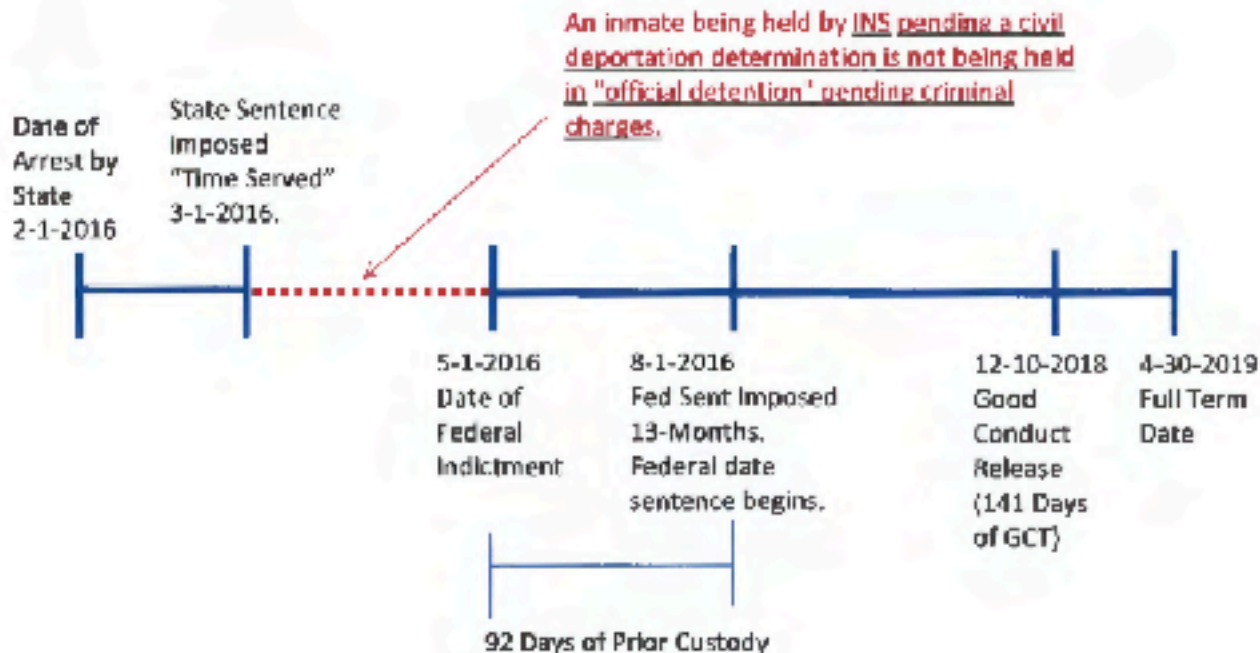 An inmate being held by INS pending a civil
deportation determination is not being held
in "official detention" pending criminal
charges.
Date of
Arrest by
State
2-1-2016
State Sentence
Imposed
"Time Served"
3-1-2016.
5-1-2016
Date of
Federal
Indictment
8-1-2016
Fed Sent Imposed
13-Months.
Federal date
sentence begins.
12-10-2018
Good
Conduct
Release
(141 Days
of GCT)
4-30-2019
Full Term
Date
92 Days of Prior Custody